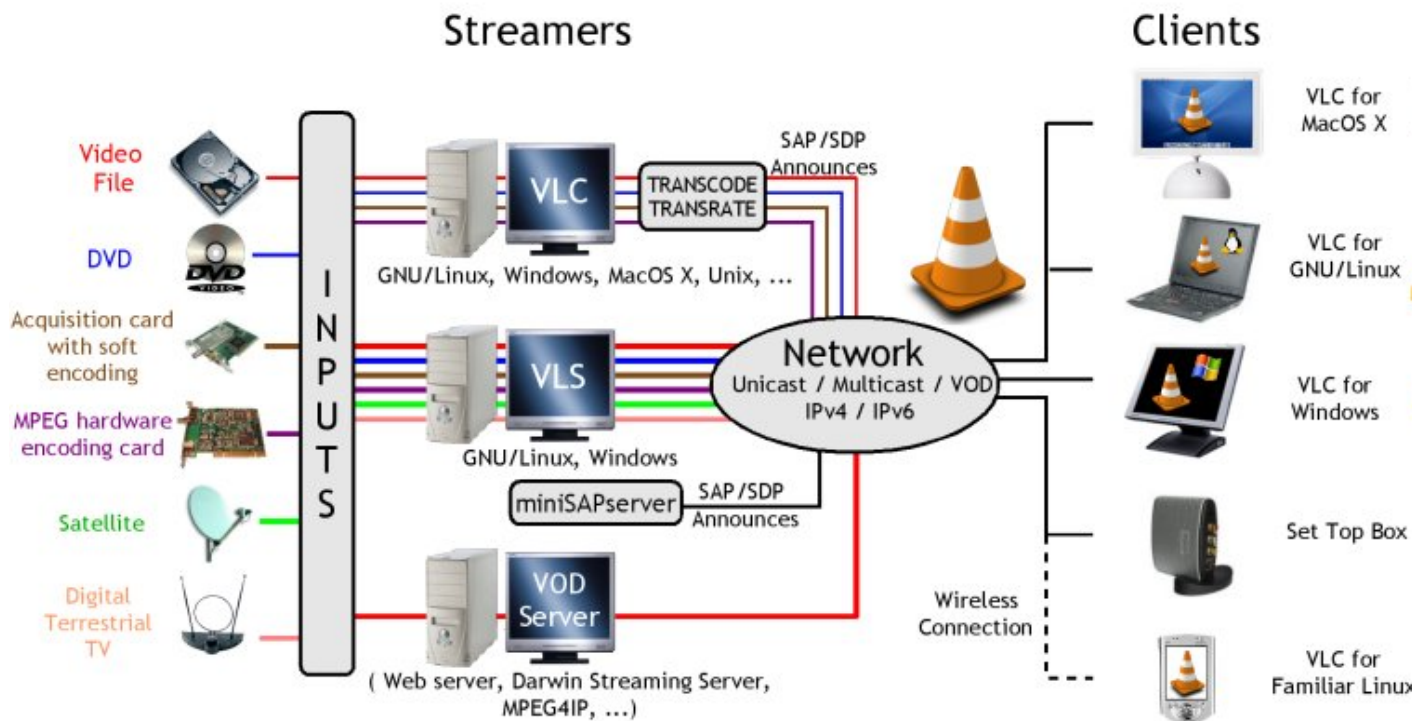 Streamers
Clients
Video
File
DVD
DVD
VIDEO
Acquisition card
with soft
encoding
MPEG hardware
encoding card
Satellite
Digital
Terrestrial
TV
INPUTS
VLC
TRANSCODE
TRANSRATE
SAP/SDP
Announces
GNU/Linux, Windows, MacOS X, Unix, ...
VLS
GNU/Linux, Windows
Network
Unicast / Multicast / VOD
IPv4 / IPv6
miniSAPserver
SAP/SDP
Announces
VOD
Server
( Web server, Darwin Streaming Server,
MPEG4IP, ...)
Wireless
Connection
VLC for
MacOS X
VLC for
GNU/Linux
VLC for
Windows
Set Top Box
VLC for
Familiar Linux